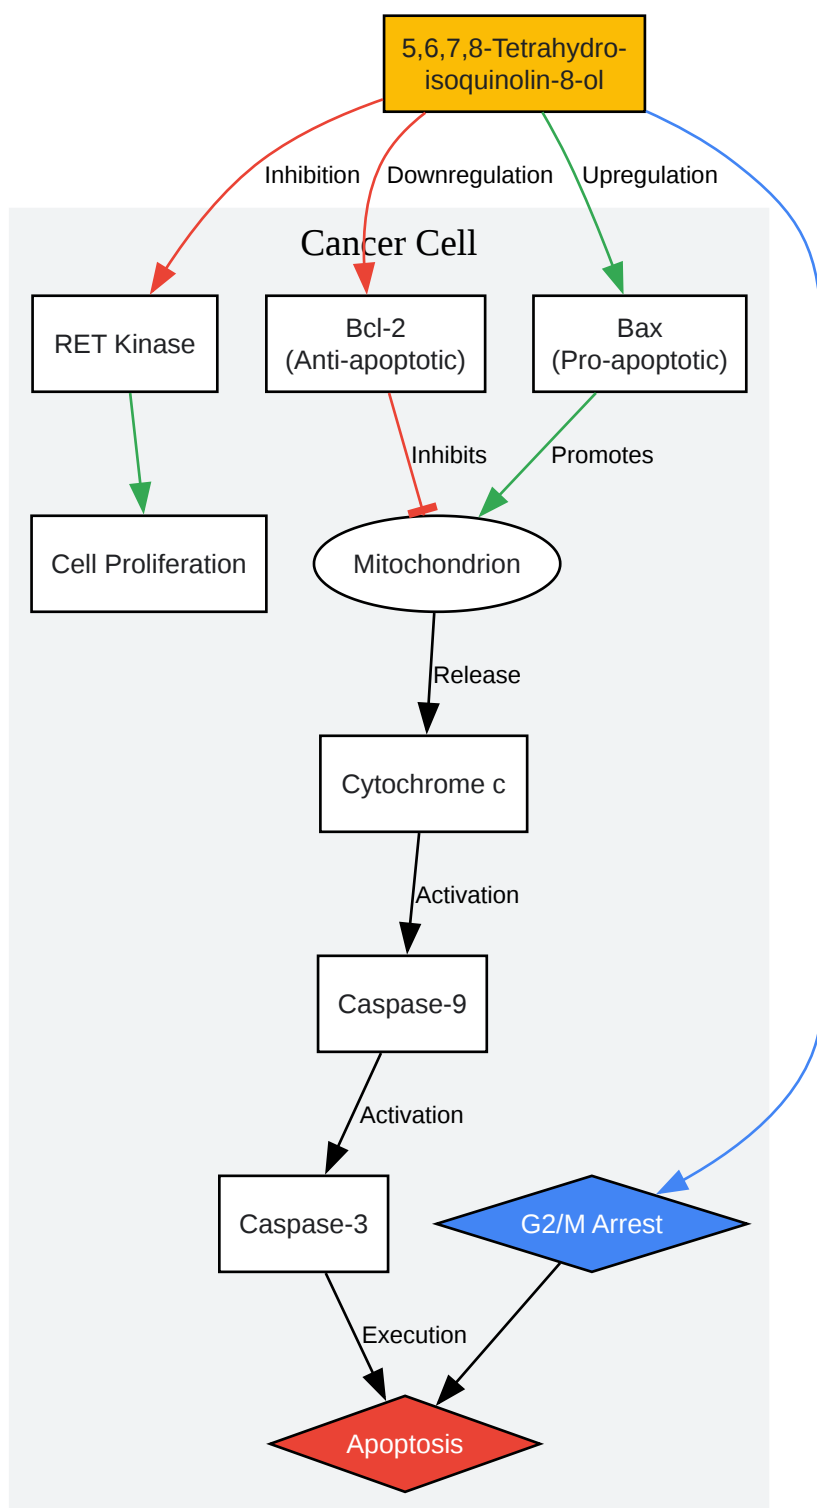 5,6,7,8-Tetrahydro-
isoquinolin-8-ol
Inhibition
Downregulation
Upregulation
Cancer Cell
RET Kinase
Bcl-2
(Anti-apoptotic)
Bax
(Pro-apoptotic)
Inhibits
Promotes
Cell Proliferation
Mitochondrion
Release
Cytochrome c
Activation
Caspase-9
Activation
Caspase-3
G2/M Arrest
Execution
Apoptosis